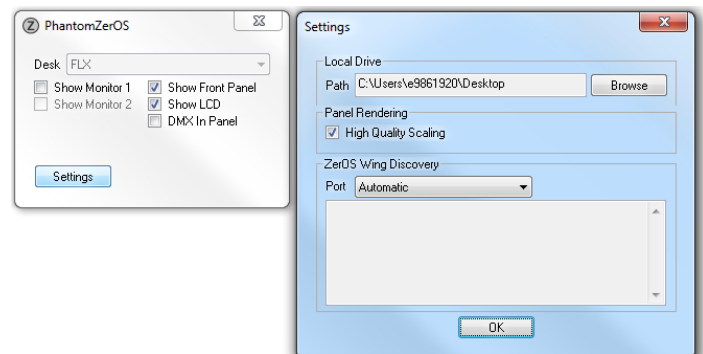 Z PhantomZerOS
Desk FLX
Show Monitor 1
Show Front Panel
Show Monitor 2
Show LCD
DMX In Panel
Settings
Settings
Local Drive
Path C:\Users\e9861920\Desktop Browse
Panel Rendering
High Quality Scaling
ZerOS Wing Discovery
Port Automatic
OK